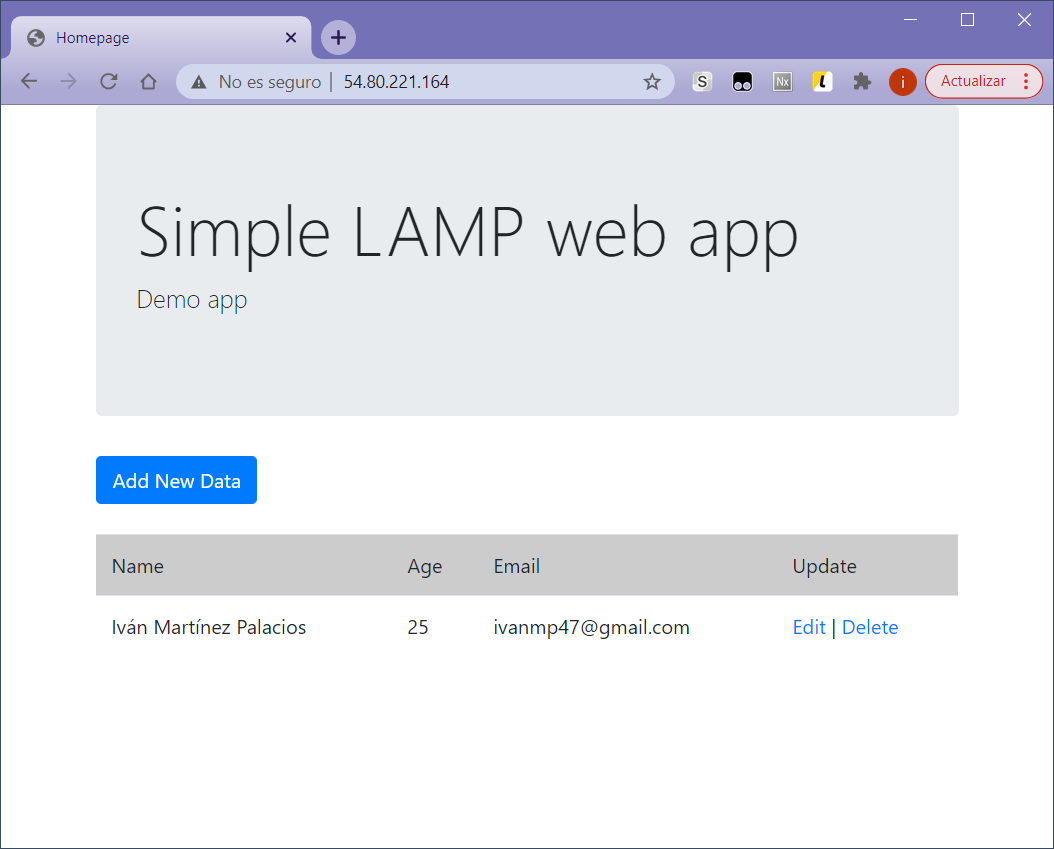 Homepage
No es seguro | 54.80.221.164
S
Nx
L
i
Actualizar
Simple LAMP web app
Demo app
Add New Data
Name Age Email Update
Iván Martínez Palacios 25 ivanmp47@gmail.com Edit | Delete